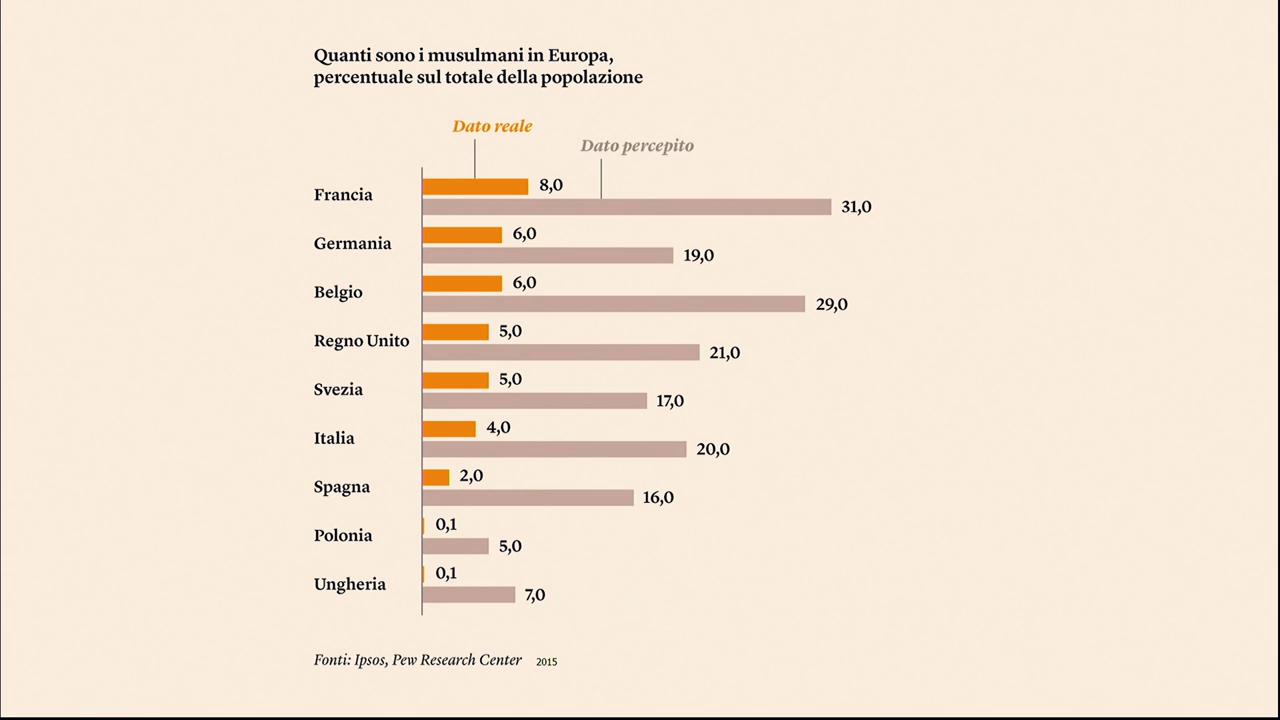 Quanti sono i musulmani in Europa,
percentuale sul totale della popolazione
Dato reale
Dato percepito
Francia
8,0
31,0
Germania
6,0
19,0
Belgio
6,0
29,0
Regno Unito
5,0
21,0
Svezia
5,0
17,0
Italia
4,0
20,0
Spagna
2,0
16,0
Polonia
0,1
5,0
Ungheria
0,1
7,0
Fonti: Ipsos, Pew Research Center 2015